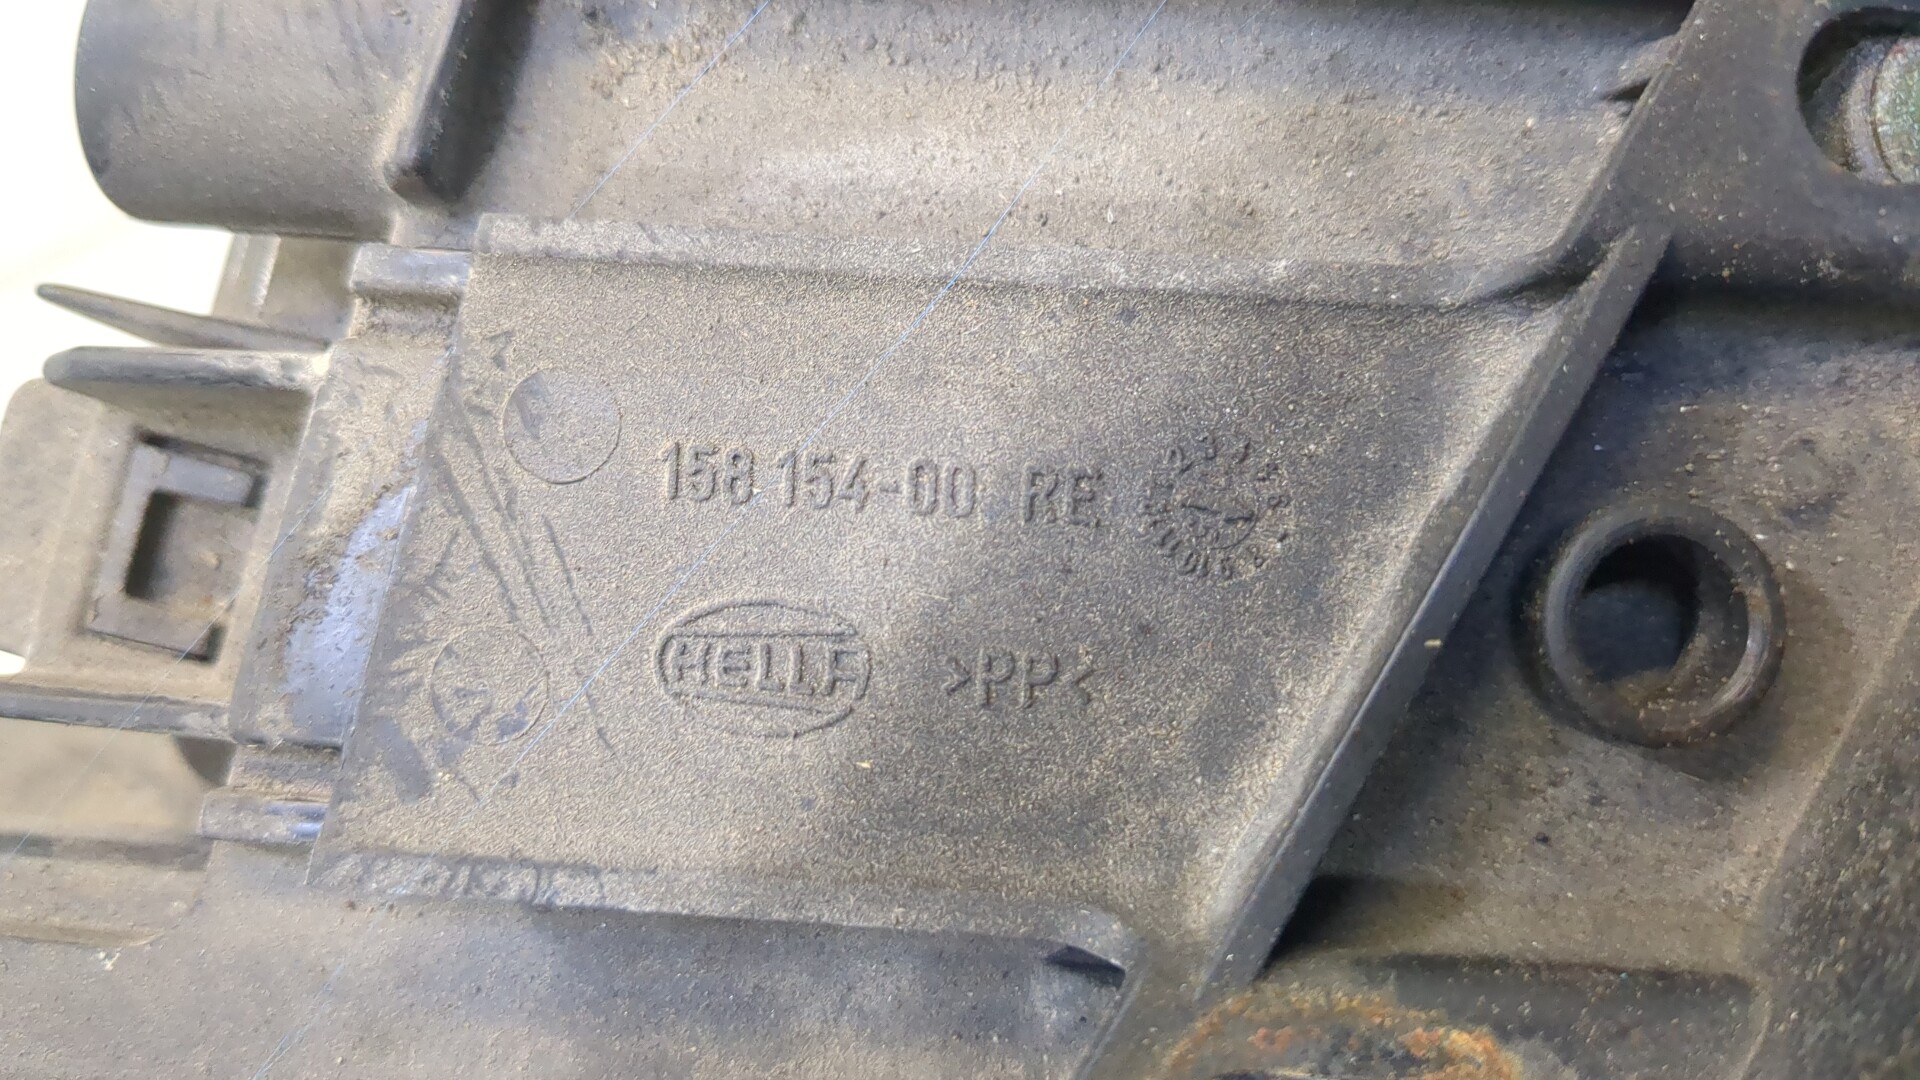 158 154-00 RE
HELLA >PP<